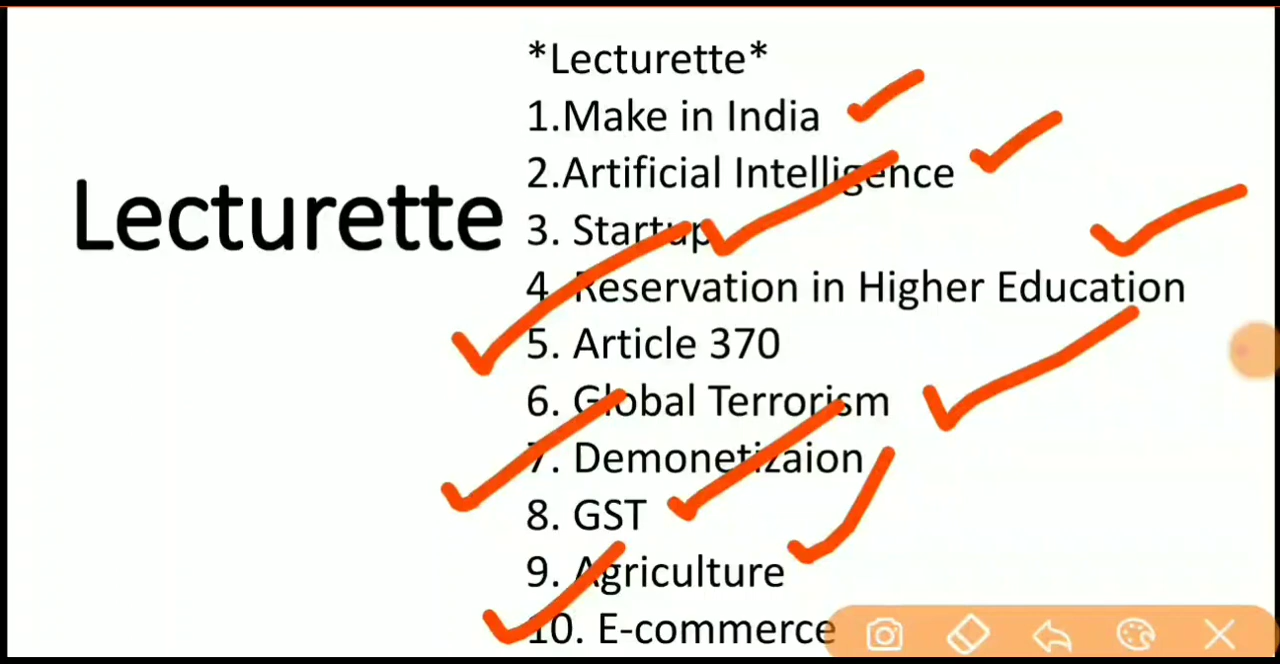 Lecturette
*Lecturette*
1.Make in India
2.Artificial Intelligence
3. Startup
4. Reservation in Higher Education
5. Article 370
6. Global Terrorism
7. Demonetizaion
8. GST
9. Agriculture
10. E-commerce